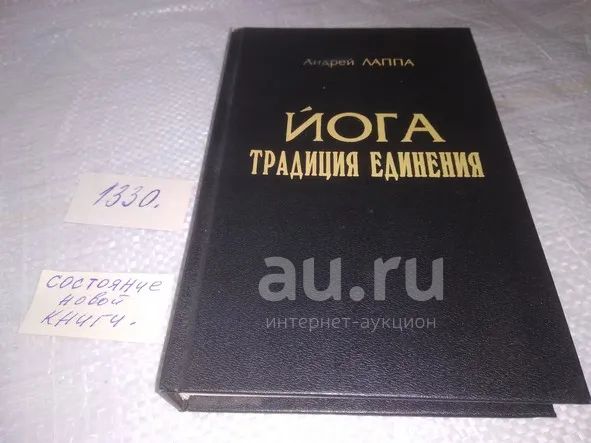 Андрей ЛАППА
ЙОГА
ТРАДИЦИЯ ЕДИНЕНИЯ
1330.
состояние
новой
книги.
au.ru
интернет-аукцион